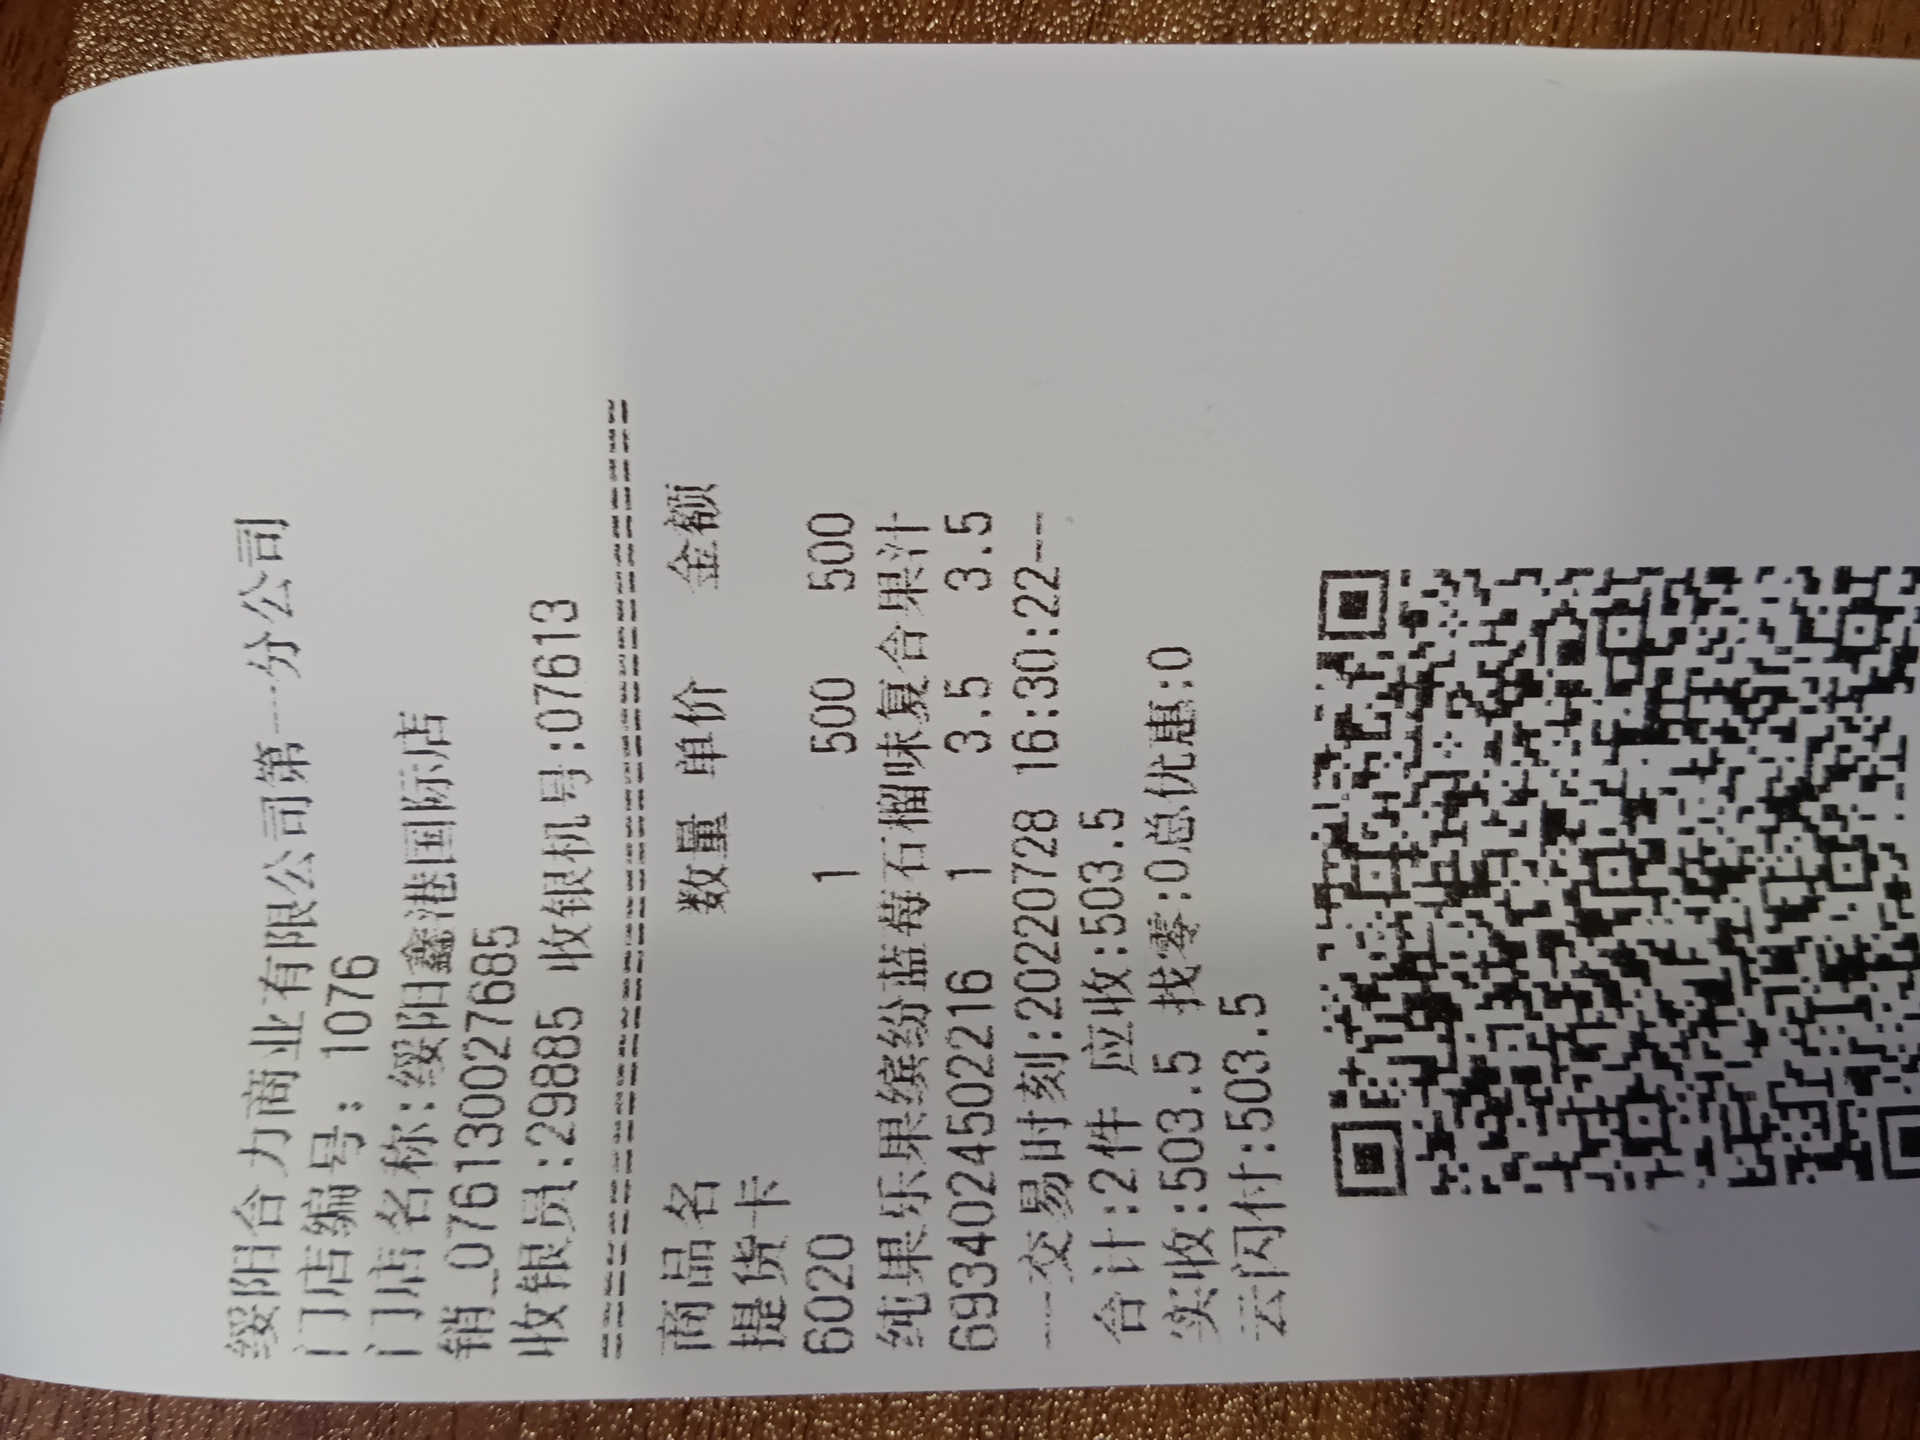 绥阳合力商业有限公司第一分公司
门店编号: 1076
门店名称:绥阳鑫港国际店
销_076130027685
收银员:29885 收银机号:07613
商品名 数量 单价 金额
提货卡
6020 1 500 500
纯果乐果缤纷蓝莓石榴味复合果汁
6934024502216 1 3.5 3.5
--交易时刻:20220728 16:30:22--
合计:2件 应收:503.5
实收:503.5 找零:0总优惠:0
云闪付:503.5